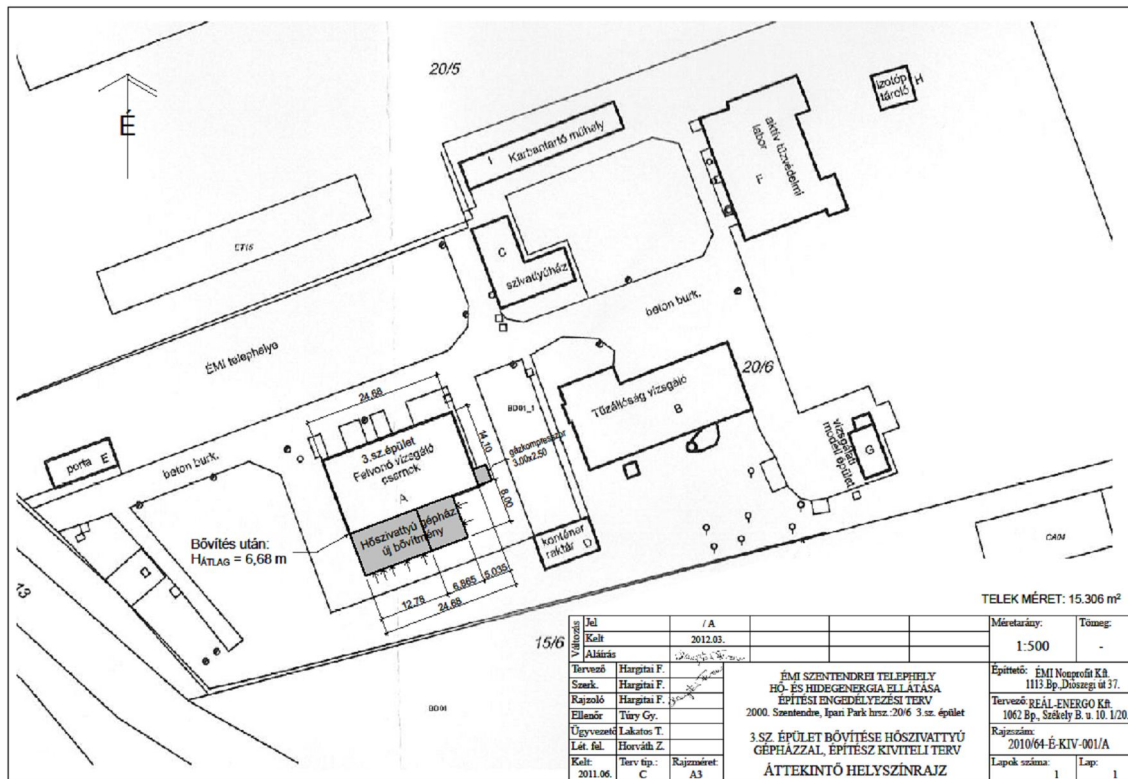 20/5
É
Izotóp
tároló
H
I Karbantartó műhely
aktív tűzvédelmi
labor F
C
szivattyúház
beton burk.
ÉMI telephelye
20/6
24.68
BD01_1
Tűzállóság vizsgáló
B
14.10
gázkompresszor
3.00x2.50
vizsgálati
modell épület
G
porta E
beton burk.
3.sz.épület
Felvonó vizsgáló
csarnok
A
8.00
Hőszivattyú gépház
új bővítmény
konténer
raktár D
Bővítés után:
HÁTLAG = 6,68 m
CA04
6.865
5.035
12.78
24.68
13
15/6
BD01
TELEK MÉRET: 15.306 m²
Változás
Jel / A
Kelt 2012.03.
Aláírás
Méretarány: Tömeg:
1:500 -
Tervező Hargitai F.
Szerk. Hargitai F.
Rajzoló Hargitai F.
Ellenőr Túry Gy.
Ügyvezető Lakatos T.
Lét. fel. Horváth Z.
Kelt: Terv tip.: Rajzméret:
2011.06. C A3
ÉMI SZENTENDREI TELEPHELY
HŐ- ÉS HIDEGENERGIA ELLÁTÁSA
ÉPÍTÉSI ENGEDÉLYEZÉSI TERV
2000. Szentendre, Ipari Park hrsz.:20/6 3.sz. épület
3.SZ. ÉPÜLET BŐVÍTÉSE HŐSZIVATTYÚ
GÉPHÁZZAL, ÉPÍTÉSZ KIVITELI TERV
ÁTTEKINTŐ HELYSZÍNRAJZ
Építtető: ÉMI Nonprofit Kft.
1113.Bp.,Diószegi út 37.
Tervező: REÁL-ENERGO Kft.
1062 Bp., Székely B. u. 10. 1/20.
Rajzszám:
2010/64-É-KIV-001/A
Lapok száma: Lap:
1 1